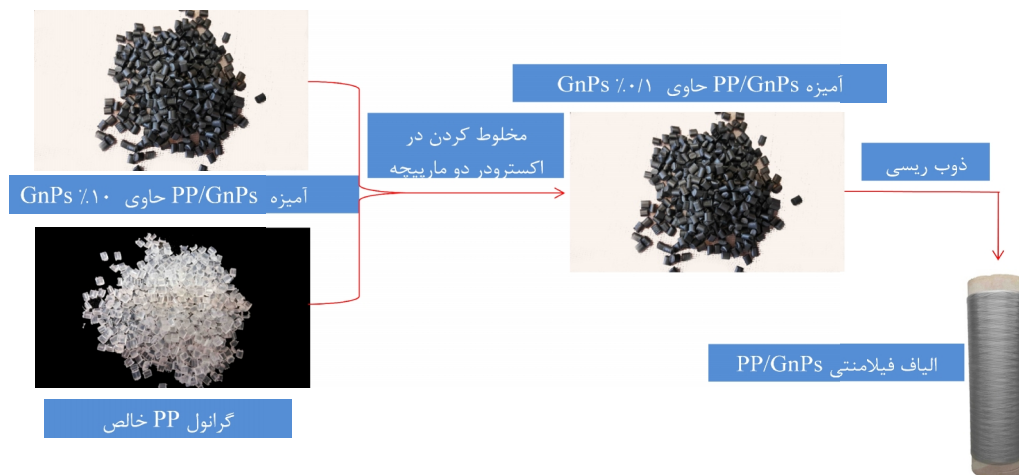 آمیزه PP/GnPs حاوی ۱۰٪ GnPs
گرانول PP خالص
مخلوط کردن در
اکسترودر دو مارپیچه
آمیزه PP/GnPs حاوی ۰/۱٪ GnPs
ذوب ریسی
الیاف فیلامنتی PP/GnPs